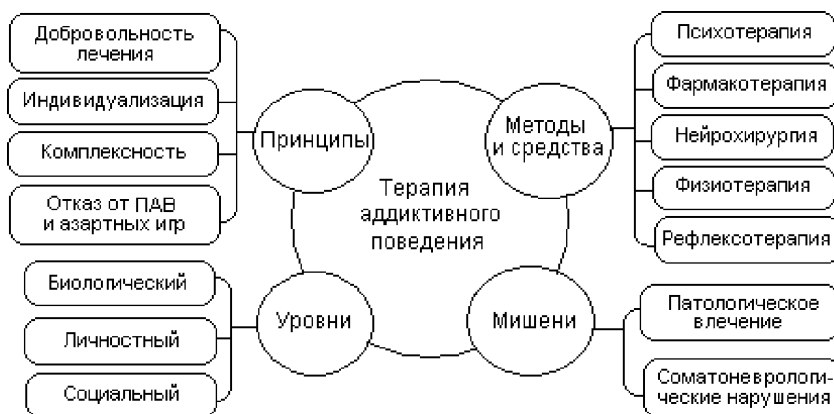 Добровольность
лечения
Индивидуализация
Комплексность
Отказ от ПАВ
и азартных игр
Принципы
Психотерапия
Фармакотерапия
Нейрохирургия
Физиотерапия
Рефлексотерапия
Методы
и средства
Терапия
аддиктивного
поведения
Биологический
Личностный
Социальный
Уровни
Мишени
Патологическое
влечение
Соматоневрологи-
ческие нарушения